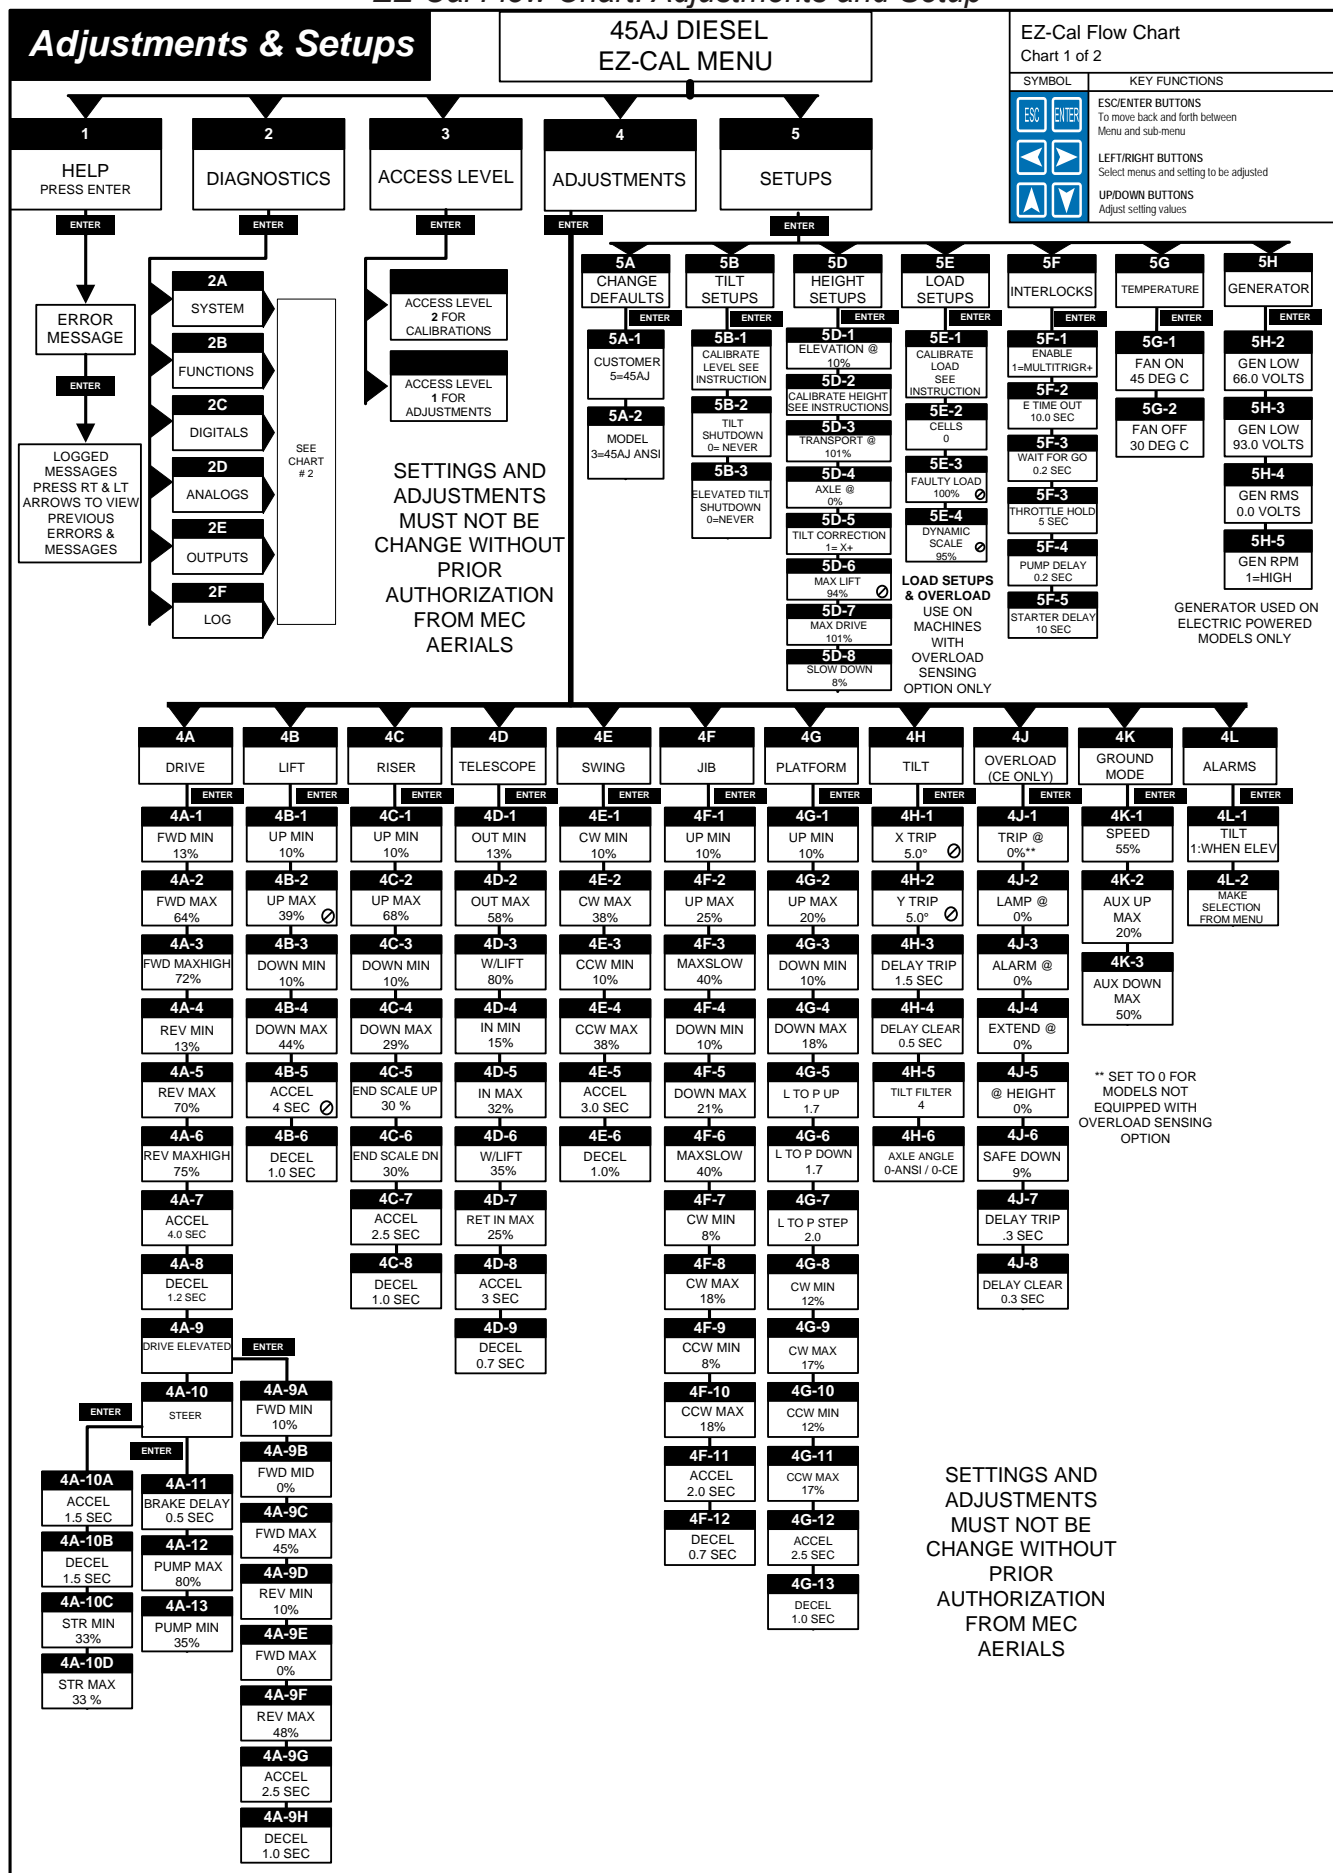 EZ-Cal Flow Chart: Adjustments and Setup
Adjustments & Setups
45AJ DIESEL
EZ-CAL MENU
EZ-Cal Flow Chart
Chart 1 of 2
SYMBOL
KEY FUNCTIONS
ESC
ENTER
ESC/ENTER BUTTONS
To move back and forth between
Menu and sub-menu
LEFT/RIGHT BUTTONS
Select menus and setting to be adjusted
UP/DOWN BUTTONS
Adjust setting values
1
HELP
PRESS ENTER
2
DIAGNOSTICS
3
ACCESS LEVEL
4
ADJUSTMENTS
5
SETUPS
ENTER
ENTER
ENTER
ENTER
ENTER
ERROR
MESSAGE
ENTER
LOGGED
MESSAGES
PRESS RT & LT
ARROWS TO VIEW
PREVIOUS
ERRORS &
MESSAGES
2A
SYSTEM
2B
FUNCTIONS
2C
DIGITALS
2D
ANALOGS
2E
OUTPUTS
2F
LOG
SEE
CHART
# 2
ACCESS LEVEL
2 FOR
CALIBRATIONS
ACCESS LEVEL
1 FOR
ADJUSTMENTS
SETTINGS AND
ADJUSTMENTS
MUST NOT BE
CHANGE WITHOUT
PRIOR
AUTHORIZATION
FROM MEC
AERIALS
5A
CHANGE
DEFAULTS
ENTER
5A-1
CUSTOMER
5=45AJ
5A-2
MODEL
3=45AJ ANSI
5B
TILT
SETUPS
ENTER
5B-1
CALIBRATE
LEVEL SEE
INSTRUCTION
5B-2
TILT
SHUTDOWN
0= NEVER
5B-3
ELEVATED TILT
SHUTDOWN
0=NEVER
5D
HEIGHT
SETUPS
ENTER
5D-1
ELEVATION @
10%
5D-2
CALIBRATE HEIGHT
SEE INSTRUCTIONS
5D-3
TRANSPORT @
101%
5D-4
AXLE @
0%
5D-5
TILT CORRECTION
1= X+
5D-6
MAX LIFT
94%
5D-7
MAX DRIVE
101%
5D-8
SLOW DOWN
8%
5E
LOAD
SETUPS
ENTER
5E-1
CALIBRATE
LOAD
SEE
INSTRUCTION
5E-2
CELLS
0
5E-3
FAULTY LOAD
100%
5E-4
DYNAMIC
SCALE
95%
LOAD SETUPS
& OVERLOAD
USE ON
MACHINES
WITH
OVERLOAD
SENSING
OPTION ONLY
5F
INTERLOCKS
ENTER
5F-1
ENABLE
1=MULTITRIGR+
5F-2
E TIME OUT
10.0 SEC
5F-3
WAIT FOR GO
0.2 SEC
5F-3
THROTTLE HOLD
5 SEC
5F-4
PUMP DELAY
0.2 SEC
5F-5
STARTER DELAY
10 SEC
5G
TEMPERATURE
ENTER
5G-1
FAN ON
45 DEG C
5G-2
FAN OFF
30 DEG C
5H
GENERATOR
ENTER
5H-2
GEN LOW
66.0 VOLTS
5H-3
GEN LOW
93.0 VOLTS
5H-4
GEN RMS
0.0 VOLTS
5H-5
GEN RPM
1=HIGH
GENERATOR USED ON
ELECTRIC POWERED
MODELS ONLY
4A
DRIVE
ENTER
4A-1
FWD MIN
13%
4A-2
FWD MAX
64%
4A-3
FWD MAXHIGH
72%
4A-4
REV MIN
13%
4A-5
REV MAX
70%
4A-6
REV MAXHIGH
75%
4A-7
ACCEL
4.0 SEC
4A-8
DECEL
1.2 SEC
4A-9
DRIVE ELEVATED
ENTER
4A-10
STEER
ENTER
ENTER
4A-10A
ACCEL
1.5 SEC
4A-10B
DECEL
1.5 SEC
4A-10C
STR MIN
33%
4A-10D
STR MAX
33 %
4A-11
BRAKE DELAY
0.5 SEC
4A-12
PUMP MAX
80%
4A-13
PUMP MIN
35%
4A-9A
FWD MIN
10%
4A-9B
FWD MID
0%
4A-9C
FWD MAX
45%
4A-9D
REV MIN
10%
4A-9E
FWD MAX
0%
4A-9F
REV MAX
48%
4A-9G
ACCEL
2.5 SEC
4A-9H
DECEL
1.0 SEC
4B
LIFT
ENTER
4B-1
UP MIN
10%
4B-2
UP MAX
39%
4B-3
DOWN MIN
10%
4B-4
DOWN MAX
44%
4B-5
ACCEL
4 SEC
4B-6
DECEL
1.0 SEC
4C
RISER
ENTER
4C-1
UP MIN
10%
4C-2
UP MAX
68%
4C-3
DOWN MIN
10%
4C-4
DOWN MAX
29%
4C-5
END SCALE UP
30 %
4C-6
END SCALE DN
30%
4C-7
ACCEL
2.5 SEC
4C-8
DECEL
1.0 SEC
4D
TELESCOPE
ENTER
4D-1
OUT MIN
13%
4D-2
OUT MAX
58%
4D-3
W/LIFT
80%
4D-4
IN MIN
15%
4D-5
IN MAX
32%
4D-6
W/LIFT
35%
4D-7
RET IN MAX
25%
4D-8
ACCEL
3 SEC
4D-9
DECEL
0.7 SEC
4E
SWING
ENTER
4E-1
CW MIN
10%
4E-2
CW MAX
38%
4E-3
CCW MIN
10%
4E-4
CCW MAX
38%
4E-5
ACCEL
3.0 SEC
4E-6
DECEL
1.0%
4F
JIB
ENTER
4F-1
UP MIN
10%
4F-2
UP MAX
25%
4F-3
MAXSLOW
40%
4F-4
DOWN MIN
10%
4F-5
DOWN MAX
21%
4F-6
MAXSLOW
40%
4F-7
CW MIN
8%
4F-8
CW MAX
18%
4F-9
CCW MIN
8%
4F-10
CCW MAX
18%
4F-11
ACCEL
2.0 SEC
4F-12
DECEL
0.7 SEC
4G
PLATFORM
ENTER
4G-1
UP MIN
10%
4G-2
UP MAX
20%
4G-3
DOWN MIN
10%
4G-4
DOWN MAX
18%
4G-5
L TO P UP
1.7
4G-6
L TO P DOWN
1.7
4G-7
L TO P STEP
2.0
4G-8
CW MIN
12%
4G-9
CW MAX
17%
4G-10
CCW MIN
12%
4G-11
CCW MAX
17%
4G-12
ACCEL
2.5 SEC
4G-13
DECEL
1.0 SEC
4H
TILT
ENTER
4H-1
X TRIP
5.0°
4H-2
Y TRIP
5.0°
4H-3
DELAY TRIP
1.5 SEC
4H-4
DELAY CLEAR
0.5 SEC
4H-5
TILT FILTER
4
4H-6
AXLE ANGLE
0-ANSI / 0-CE
4J
OVERLOAD
(CE ONLY)
ENTER
4J-1
TRIP @
0%**
4J-2
LAMP @
0%
4J-3
ALARM @
0%
4J-4
EXTEND @
0%
4J-5
@ HEIGHT
0%
4J-6
SAFE DOWN
9%
4J-7
DELAY TRIP
.3 SEC
4J-8
DELAY CLEAR
0.3 SEC
4K
GROUND
MODE
ENTER
4K-1
SPEED
55%
4K-2
AUX UP
MAX
20%
4K-3
AUX DOWN
MAX
50%
4L
ALARMS
ENTER
4L-1
TILT
1:WHEN ELEV
4L-2
MAKE
SELECTION
FROM MENU
** SET TO 0 FOR
MODELS NOT
EQUIPPED WITH
OVERLOAD SENSING
OPTION
SETTINGS AND
ADJUSTMENTS
MUST NOT BE
CHANGE WITHOUT
PRIOR
AUTHORIZATION
FROM MEC
AERIALS